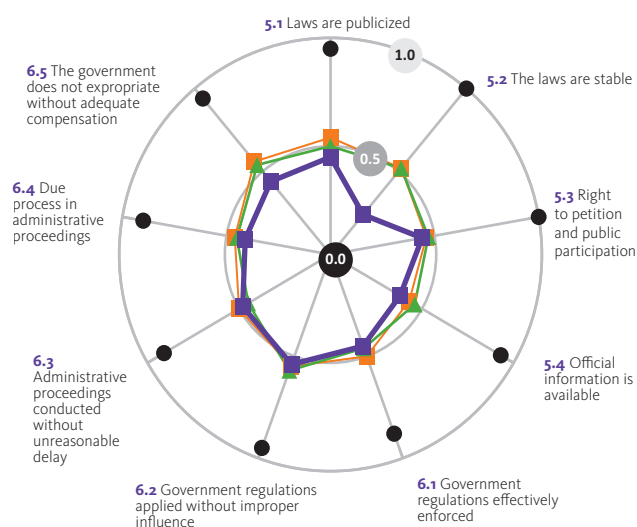 5.1 Laws are publicized
1.0
5.2 The laws are stable
0.5
5.3 Right
to petition
and public
participation
0.0
5.4 Official
information is
available
6.1 Government
regulations effectively
enforced
6.2 Government regulations
applied without improper
influence
6.3
Administrative
proceedings
conducted
without
unreasonable
delay
6.4 Due
process in
administrative
proceedings
6.5 The government
does not expropriate
without adequate
compensation